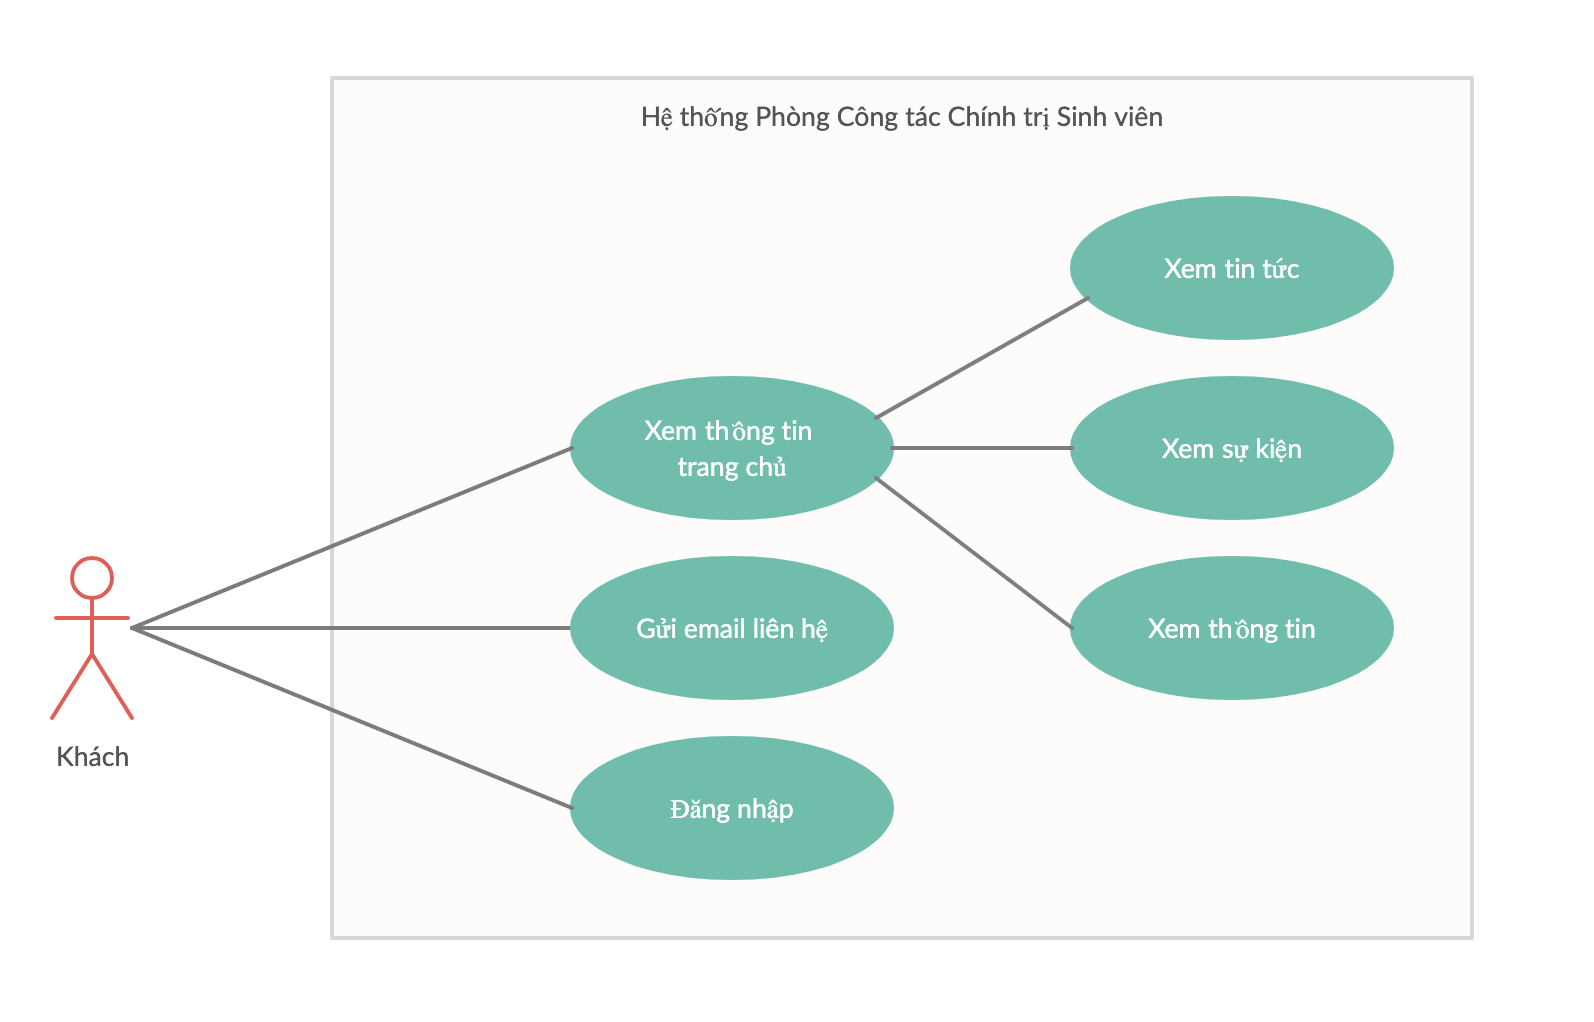 Hệ thống Phòng Công tác Chính trị Sinh viên
Xem tin tức
Xem thông tin
trang chủ
Xem sự kiện
Gửi email liên hệ
Xem thông tin
Khách
Đăng nhập